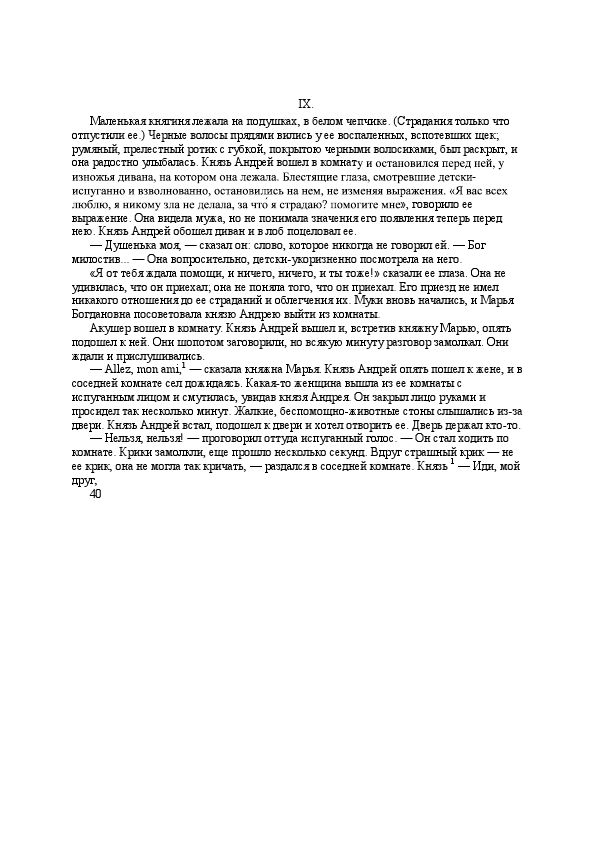 IX.
Маленькая княгиня лежала на подушках, в белом чепчике. (Страдания только что
отпустили ее.) Черные волосы прядями вились у ее воспаленных, вспотевших щек;
румяный, прелестный ротик с губкой, покрытою черными волосиками, был раскрыт, и
она радостно улыбалась. Князь Андрей вошел в комнату и остановился перед ней, у
изножья дивана, на котором она лежала. Блестящие глаза, смотревшие детски-
испуганно и взволнованно, остановились на нем, не изменяя выражения. «Я вас всех
люблю, я никому зла не делала, за что́ я страдаю? помогите мне», говорило ее
выражение. Она видела мужа, но не понимала значения его появления теперь перед
нею. Князь Андрей обошел диван и в лоб поцеловал ее.
— Душенька моя, — сказал он: слово, которое никогда не говорил ей. — Бог
милостив... — Она вопросительно, детски-укоризненно посмотрела на него.
«Я от тебя ждала помощи, и ничего, ничего, и ты тоже!» сказали ее глаза. Она не
удивилась, что он приехал; она не поняла того, что он приехал. Его приезд не имел
никакого отношения до ее страданий и облегчения их. Муки вновь начались, и Марья
Богдановна посоветовала князю Андрею выйти из комнаты.
Акушер вошел в комнату. Князь Андрей вышел и, встретив княжну Марью, опять
подошел к ней. Они шопотом заговорили, но всякую минуту разговор замолкал. Они
ждали и прислушивались.
— Allez, mon ami,¹ — сказала княжна Марья. Князь Андрей опять пошел к жене, и в
соседней комнате сел дожидаясь. Какая-то женщина вышла из ее комнаты с
испуганным лицом и смутилась, увидав князя Андрея. Он закрыл лицо руками и
просидел так несколько минут. Жалкие, беспомощно-животные стоны слышались из-за
двери. Князь Андрей встал, подошел к двери и хотел отворить ее. Дверь держал кто-то.
— Нельзя, нельзя! — проговорил оттуда испуганный голос. — Он стал ходить по
комнате. Крики замолкли, еще прошло несколько секунд. Вдруг страшный крик — не
ее крик, она не могла так кричать, — раздался в соседней комнате. Князь ¹ — Иди, мой
друг,
40